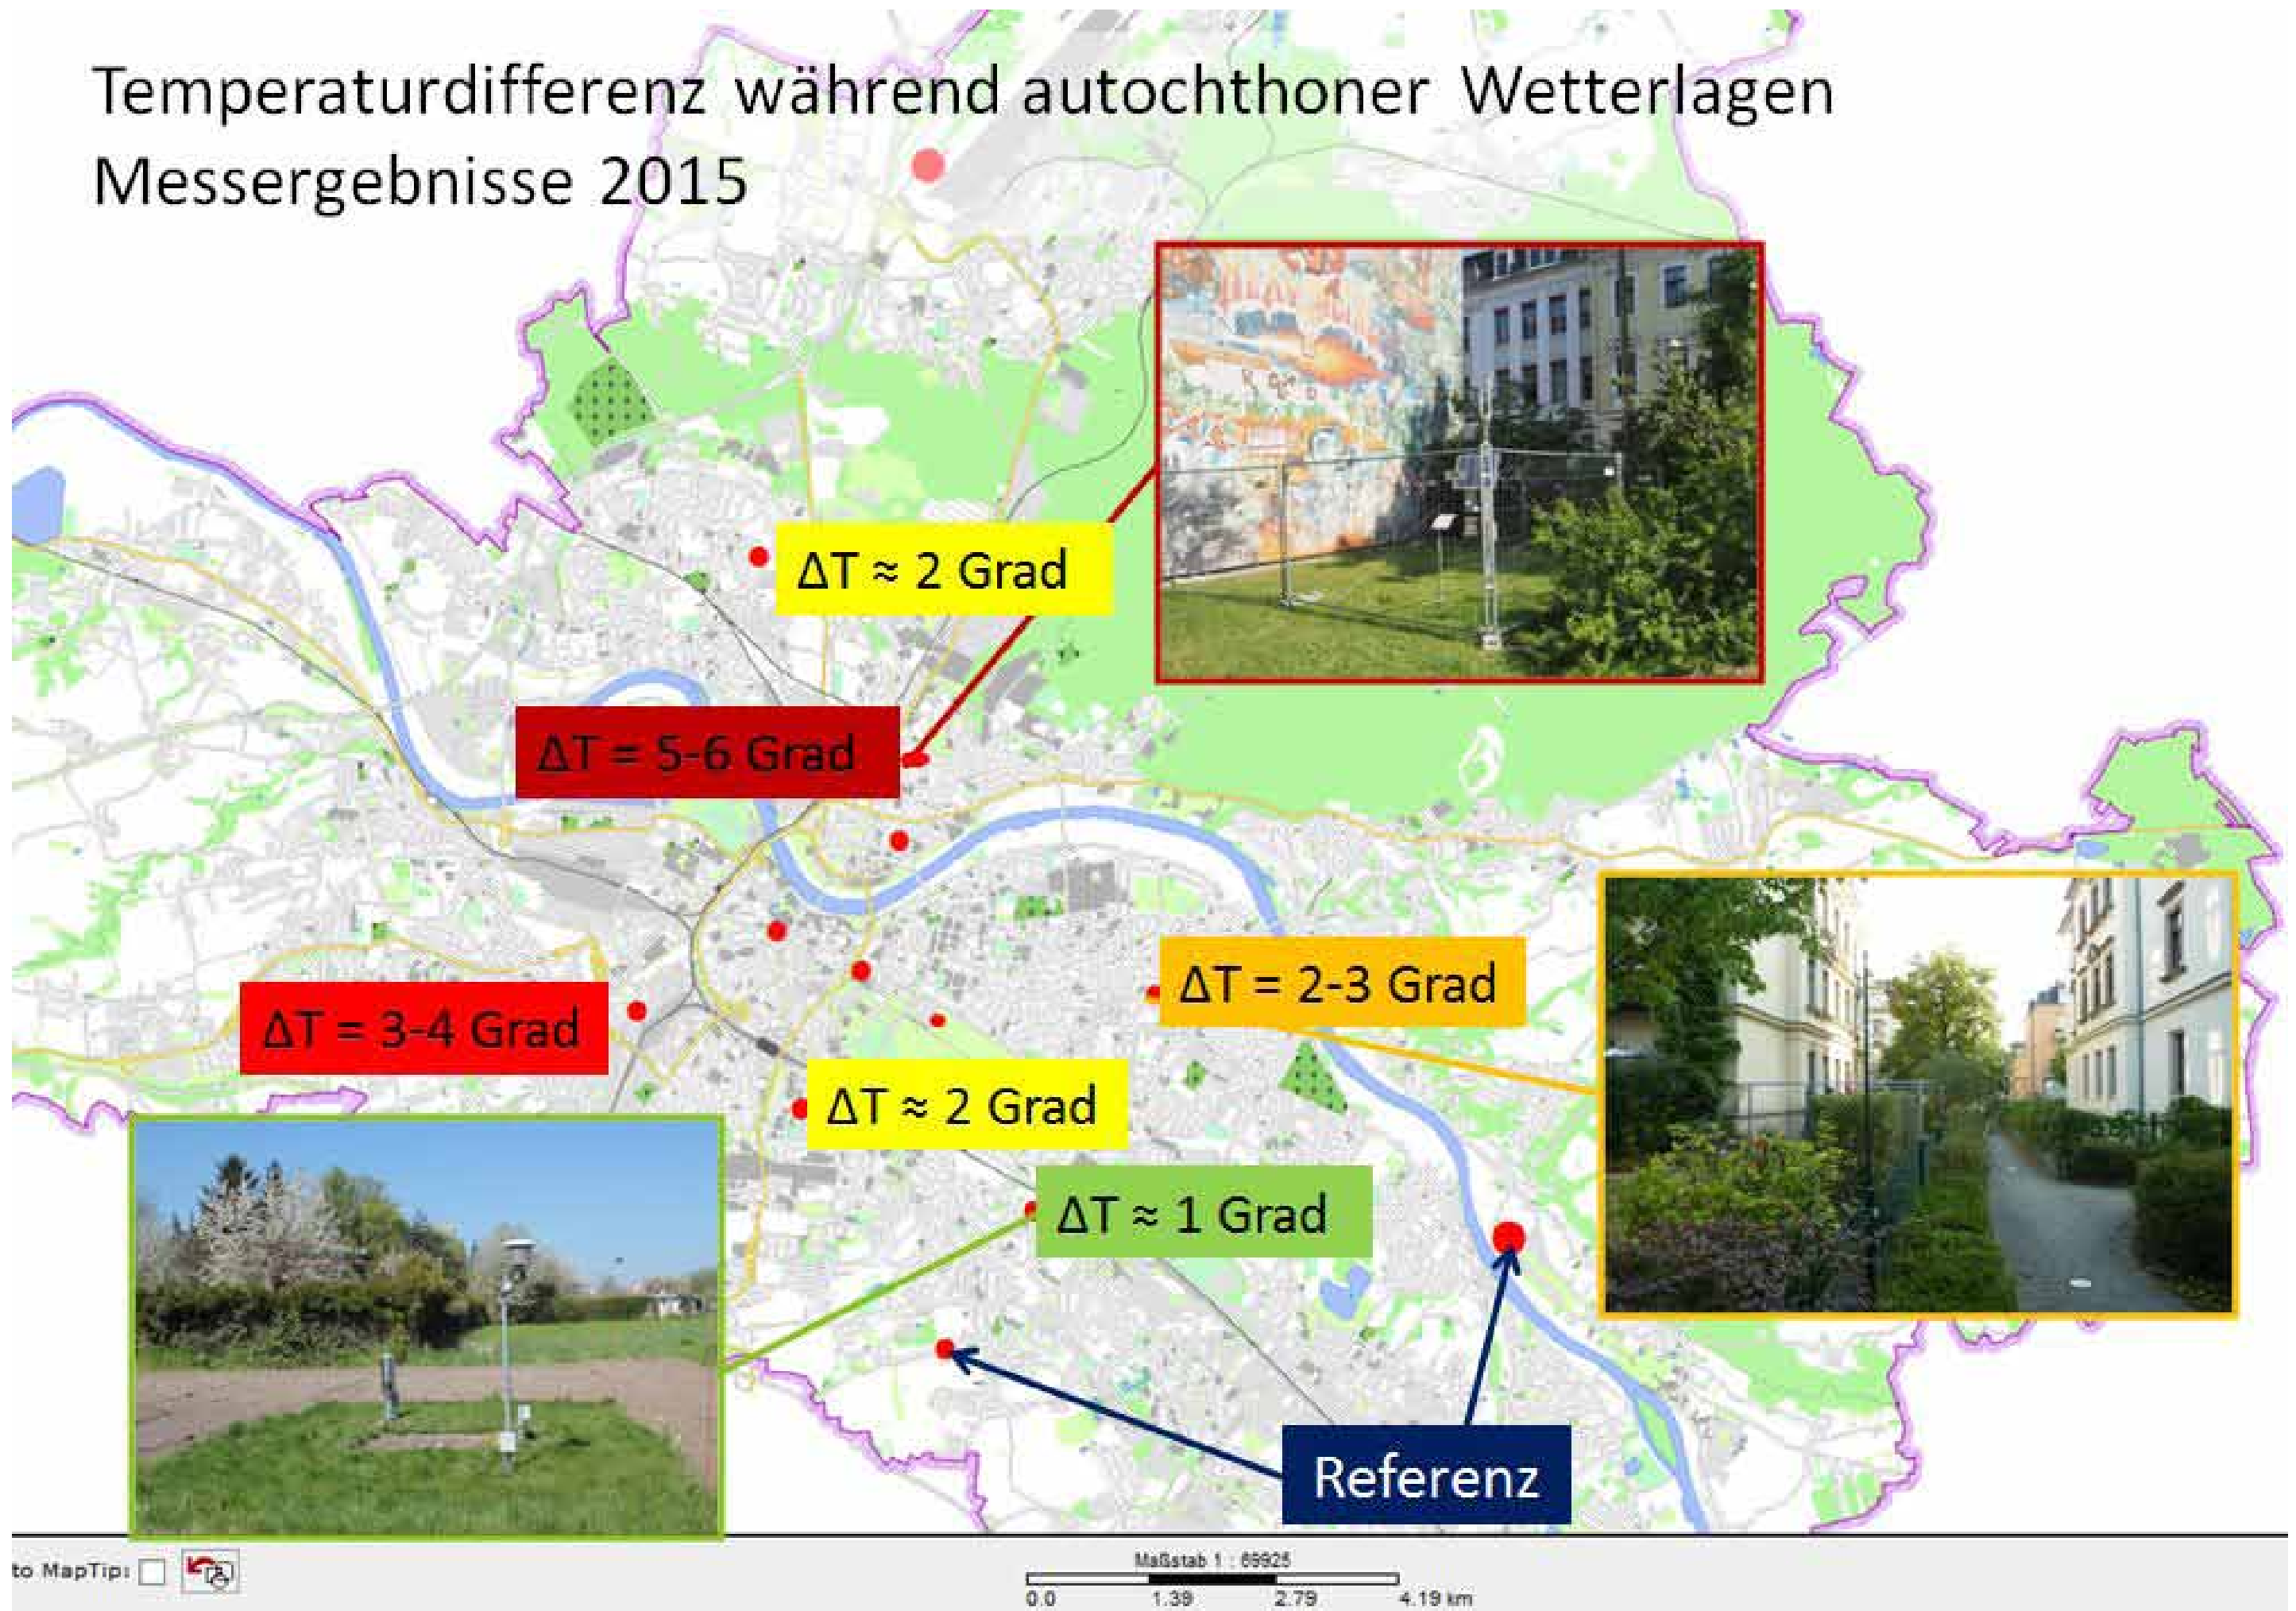 Temperaturdifferenz während autochthoner Wetterlagen
Messergebnisse 2015
ΔT ≈ 2 Grad
ΔT = 5-6 Grad
ΔT = 2-3 Grad
ΔT = 3-4 Grad
ΔT ≈ 2 Grad
ΔT ≈ 1 Grad
Referenz
to MapTip:
Maßstab 1 : 69925
0.0 1.39 2.79 4.19 km